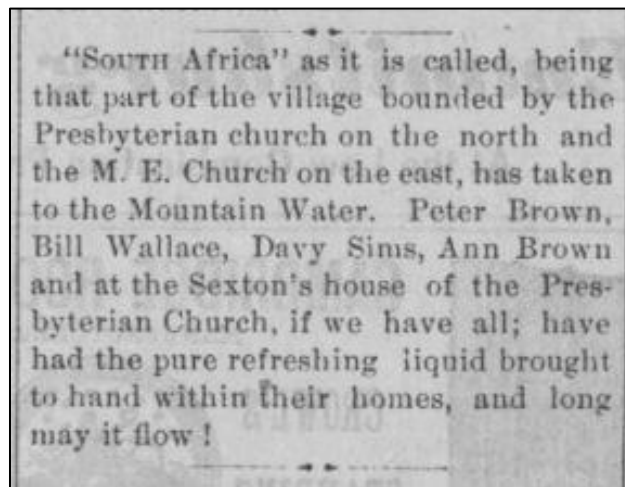 "SOUTH Africa" as it is called, being
that part of the village bounded by the
Presbyterian church on the north and
the M. E. Church on the east, has taken
to the Mountain Water. Peter Brown,
Bill Wallace, Davy Sims, Ann Brown
and at the Sexton's house of the Pres-
byterian Church, if we have all; have
had the pure refreshing liquid brought
to hand within their homes, and long
may it flow !